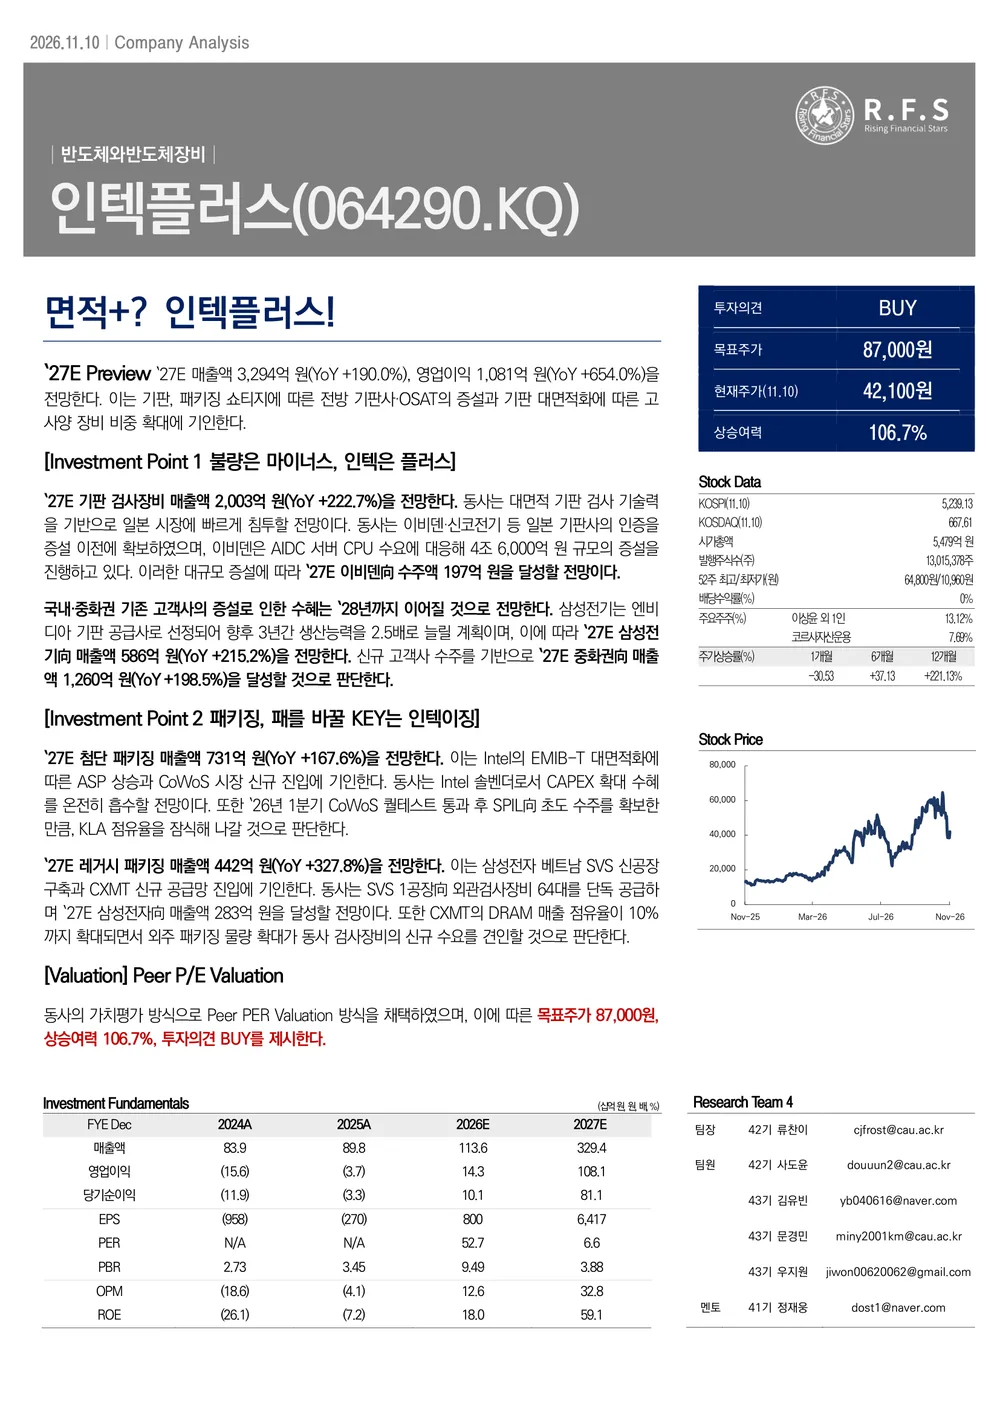 2026.11.10 | Company Analysis
R.F.S
Rising Financial Stars
| 반도체와반도체장비 |
인텍플러스(064290.KQ)
면적+? 인텍플러스!
‵27E Preview ‵27E 매출액 3,294억 원(YoY +190.0%), 영업이익 1,081억 원(YoY +654.0%)을
전망한다. 이는 기판, 패키징 쇼티지에 따른 전방 기판사·OSAT의 증설과 기판 대면적화에 따른 고
사양 장비 비중 확대에 기인한다.
[Investment Point 1 불량은 마이너스, 인텍은 플러스]
‵27E 기판 검사장비 매출액 2,003억 원(YoY +222.7%)을 전망한다. 동사는 대면적 기판 검사 기술력
을 기반으로 일본 시장에 빠르게 침투할 전망이다. 동사는 이비덴·신코전기 등 일본 기판사의 인증을
증설 이전에 확보하였으며, 이비덴은 AIDC 서버 CPU 수요에 대응해 4조 6,000억 원 규모의 증설을
진행하고 있다. 이러한 대규모 증설에 따라 ‵27E 이비덴向 수주액 197억 원을 달성할 전망이다.
국내·중화권 기존 고객사의 증설로 인한 수혜는 ‵28년까지 이어질 것으로 전망한다. 삼성전기는 엔비
디아 기판 공급사로 선정되어 향후 3년간 생산능력을 2.5배로 늘릴 계획이며, 이에 따라 ‵27E 삼성전
기向 매출액 586억 원(YoY +215.2%)을 전망한다. 신규 고객사 수주를 기반으로 ‵27E 중화권向 매출
액 1,260억 원(YoY +198.5%)을 달성할 것으로 판단한다.
[Investment Point 2 패키징, 패를 바꿀 KEY는 인텍이징]
‵27E 첨단 패키징 매출액 731억 원(YoY +167.6%)을 전망한다. 이는 Intel의 EMIB-T 대면적화에
따른 ASP 상승과 CoWoS 시장 신규 진입에 기인한다. 동사는 Intel 솔벤더로서 CAPEX 확대 수혜
를 온전히 흡수할 전망이다. 또한 ‵26년 1분기 CoWoS 퀄테스트 통과 후 SPIL向 초도 수주를 확보한
만큼, KLA 점유율을 잠식해 나갈 것으로 판단한다.
‵27E 레거시 패키징 매출액 442억 원(YoY +327.8%)을 전망한다. 이는 삼성전자 베트남 SVS 신공장
구축과 CXMT 신규 공급망 진입에 기인한다. 동사는 SVS 1공장向 외관검사장비 64대를 단독 공급하
며 ‵27E 삼성전자向 매출액 283억 원을 달성할 전망이다. 또한 CXMT의 DRAM 매출 점유율이 10%
까지 확대되면서 외주 패키징 물량 확대가 동사 검사장비의 신규 수요를 견인할 것으로 판단한다.
[Valuation] Peer P/E Valuation
동사의 가치평가 방식으로 Peer PER Valuation 방식을 채택하였으며, 이에 따른 목표주가 87,000원,
상승여력 106.7%, 투자의견 BUY를 제시한다.
투자의견 BUY
목표주가 87,000원
현재주가(11.10) 42,100원
상승여력 106.7%
Stock Data
KOSPI(11.10) 5,239.13
KOSDAQ(11.10) 667.61
시가총액 5,479억 원
발행주식수(주) 13,015,378주
52주 최고/최저가(원) 64,800원/10,960원
배당수익률(%) 0%
주요주주(%) 이상윤 외 1인 13.12%
코르사자산운용 7.69%
주가상승률(%) 1개월 6개월 12개월
-30.53 +37.13 +221.13%
Stock Price
80,000
60,000
40,000
20,000
0
Nov-25 Mar-26 Jul-26 Nov-26
Investment Fundamentals (십억 원, 원, 배, %)
FYE Dec 2024A 2025A 2026E 2027E
매출액 83.9 89.8 113.6 329.4
영업이익 (15.6) (3.7) 14.3 108.1
당기순이익 (11.9) (3.3) 10.1 81.1
EPS (958) (270) 800 6,417
PER N/A N/A 52.7 6.6
PBR 2.73 3.45 9.49 3.88
OPM (18.6) (4.1) 12.6 32.8
ROE (26.1) (7.2) 18.0 59.1
Research Team 4
팀장 42기 류찬이 cjfrost@cau.ac.kr
팀원 42기 사도윤 douuun2@cau.ac.kr
43기 김유빈 yb040616@naver.com
43기 문경민 miny2001km@cau.ac.kr
43기 우지원 jiwon00620062@gmail.com
멘토 41기 정재웅 dost1@naver.com